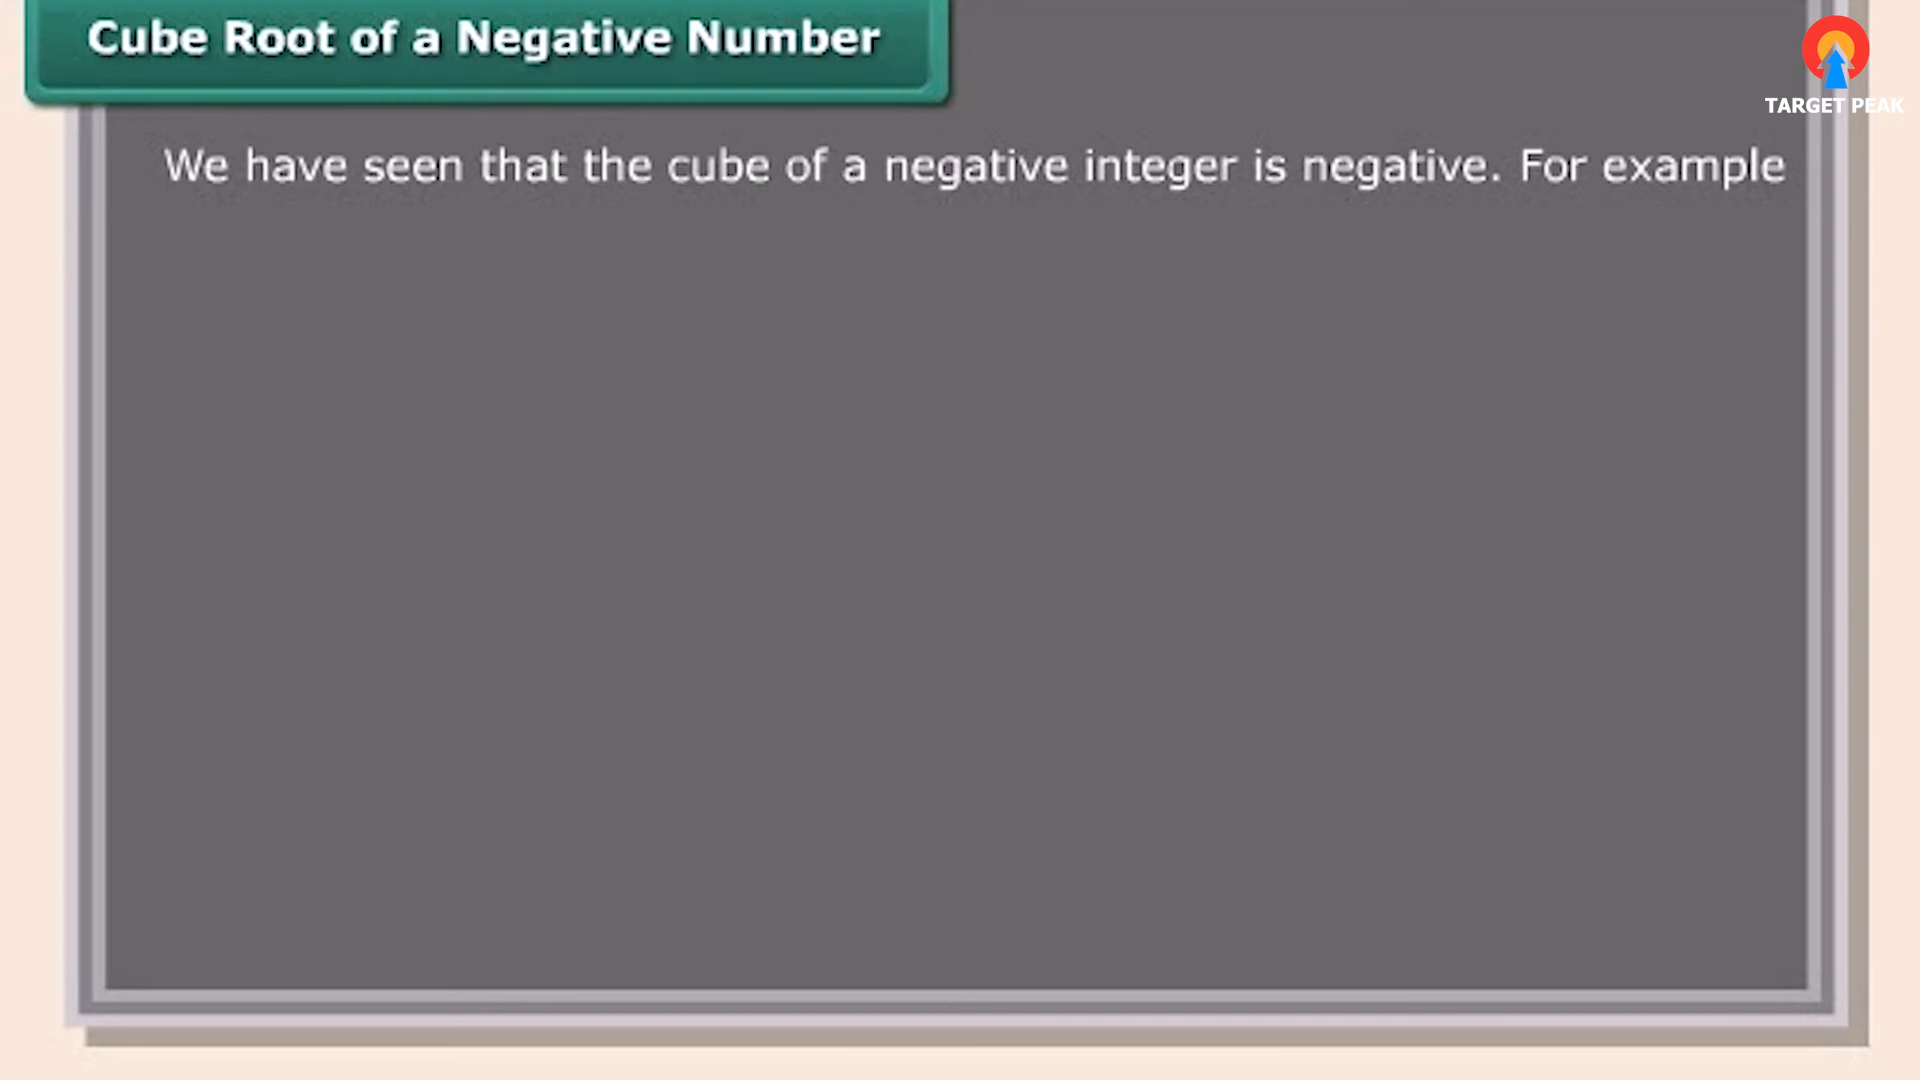 Cube Root of a Negative Number
TARGET PEAK
We have seen that the cube of a negative integer is negative. For example